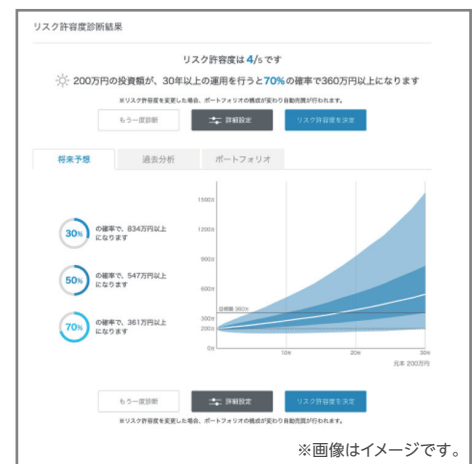 リスク許容度診断結果
リスク許容度は4/5です
200万円の投資額が、30年以上の運用を行うと70%の確率で360万円以上になります
※リスク許容度を変更した場合、ポートフォリオの構成が変わり自動売買が行われます。
もう一度診断
詳細設定
リスク許容度を決定
将来予想
過去分析
ポートフォリオ
1500万
1200万
900万
600万
目標額 360万
300万
200万
0万
10年
20年
30年
元本 200万円
30%
の確率で、834万円以上
になります
50%
の確率で、547万円以上
になります
70%
の確率で、361万円以上
になります
もう一度診断
詳細設定
リスク許容度を決定
※リスク許容度を変更した場合、ポートフォリオの構成が変わり自動売買が行われます。
※画像はイメージです。